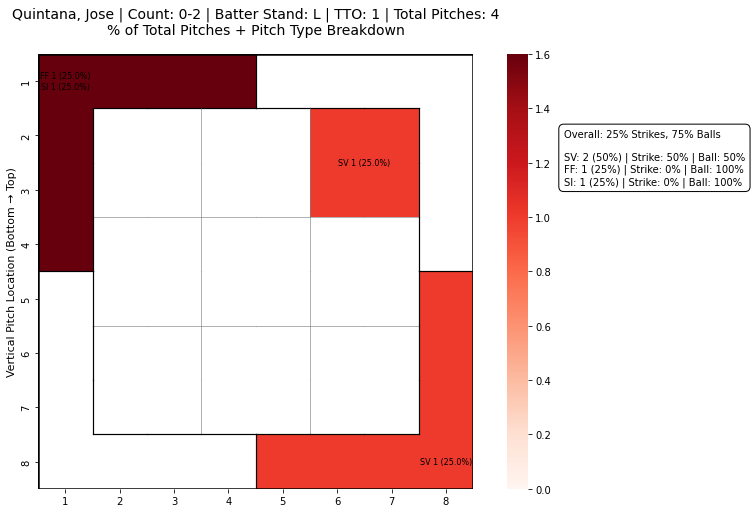 Quintana, Jose | Count: 0-2 | Batter Stand: L | TTO: 1 | Total Pitches: 4
% of Total Pitches + Pitch Type Breakdown
Vertical Pitch Location (Bottom → Top)
1
2
3
4
5
6
7
8
FF 1 (25.0%)
SI 1 (25.0%)
SV 1 (25.0%)
SV 1 (25.0%)
1 2 3 4 5 6 7 8
1.6
1.4
1.2
1.0
0.8
0.6
0.4
0.2
0.0
Overall: 25% Strikes, 75% Balls
SV: 2 (50%) | Strike: 50% | Ball: 50%
FF: 1 (25%) | Strike: 0% | Ball: 100%
SI: 1 (25%) | Strike: 0% | Ball: 100%